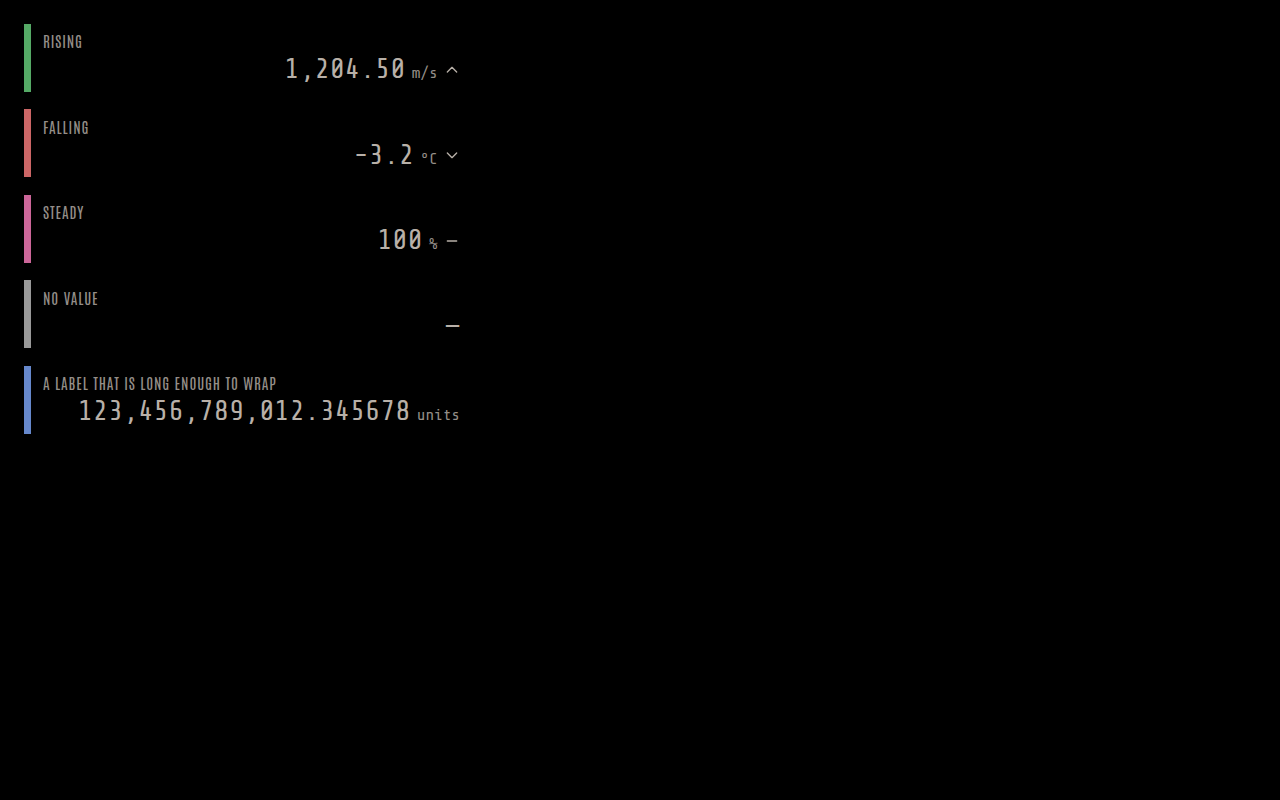 RISING
1,204.50 m/s
FALLING
−3.2 °C
STEADY
100 %
NO VALUE
—
A LABEL THAT IS LONG ENOUGH TO WRAP
123,456,789,012.345678 units